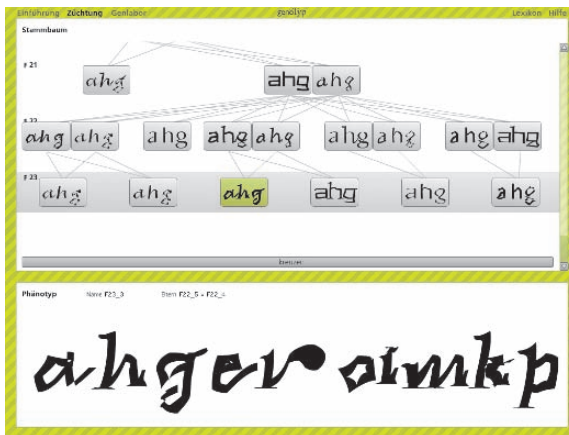 Einführung Züchtung Genlabor genotyp Lexikon Hilfe
Stammbaum
F 21
ahg ahg ahg
F 22
ahg ahg ahg ahg ahg ahg ahg ahg ahg
F 23
ahg ahg ahg ahg ahg ahg
kreuzen
Phänotyp Name F23_3 Eltern F22_5 + F22_4
ahger oimkp